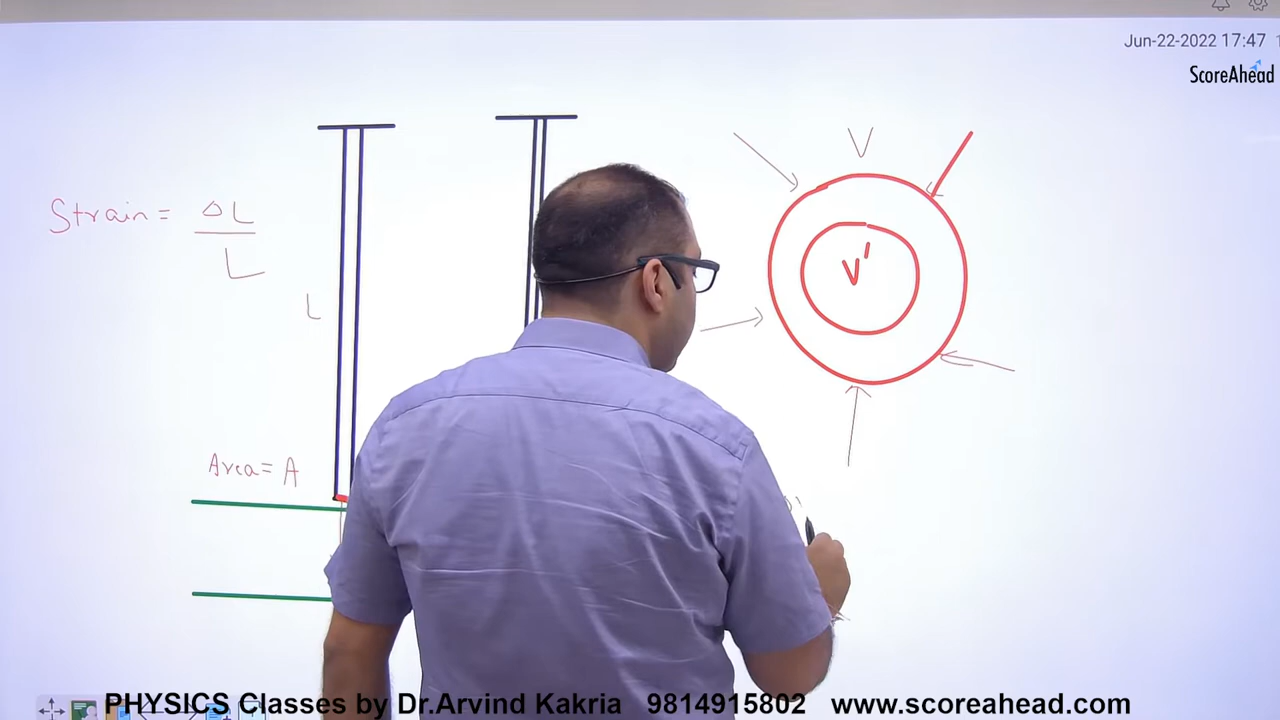 Jun-22-2022 17:47
ScoreAhead
V
Strain = ΔL
L
V'
L
Area = A
PHYSICS Classes by Dr.Arvind Kakria 9814915802 www.scoreahead.com